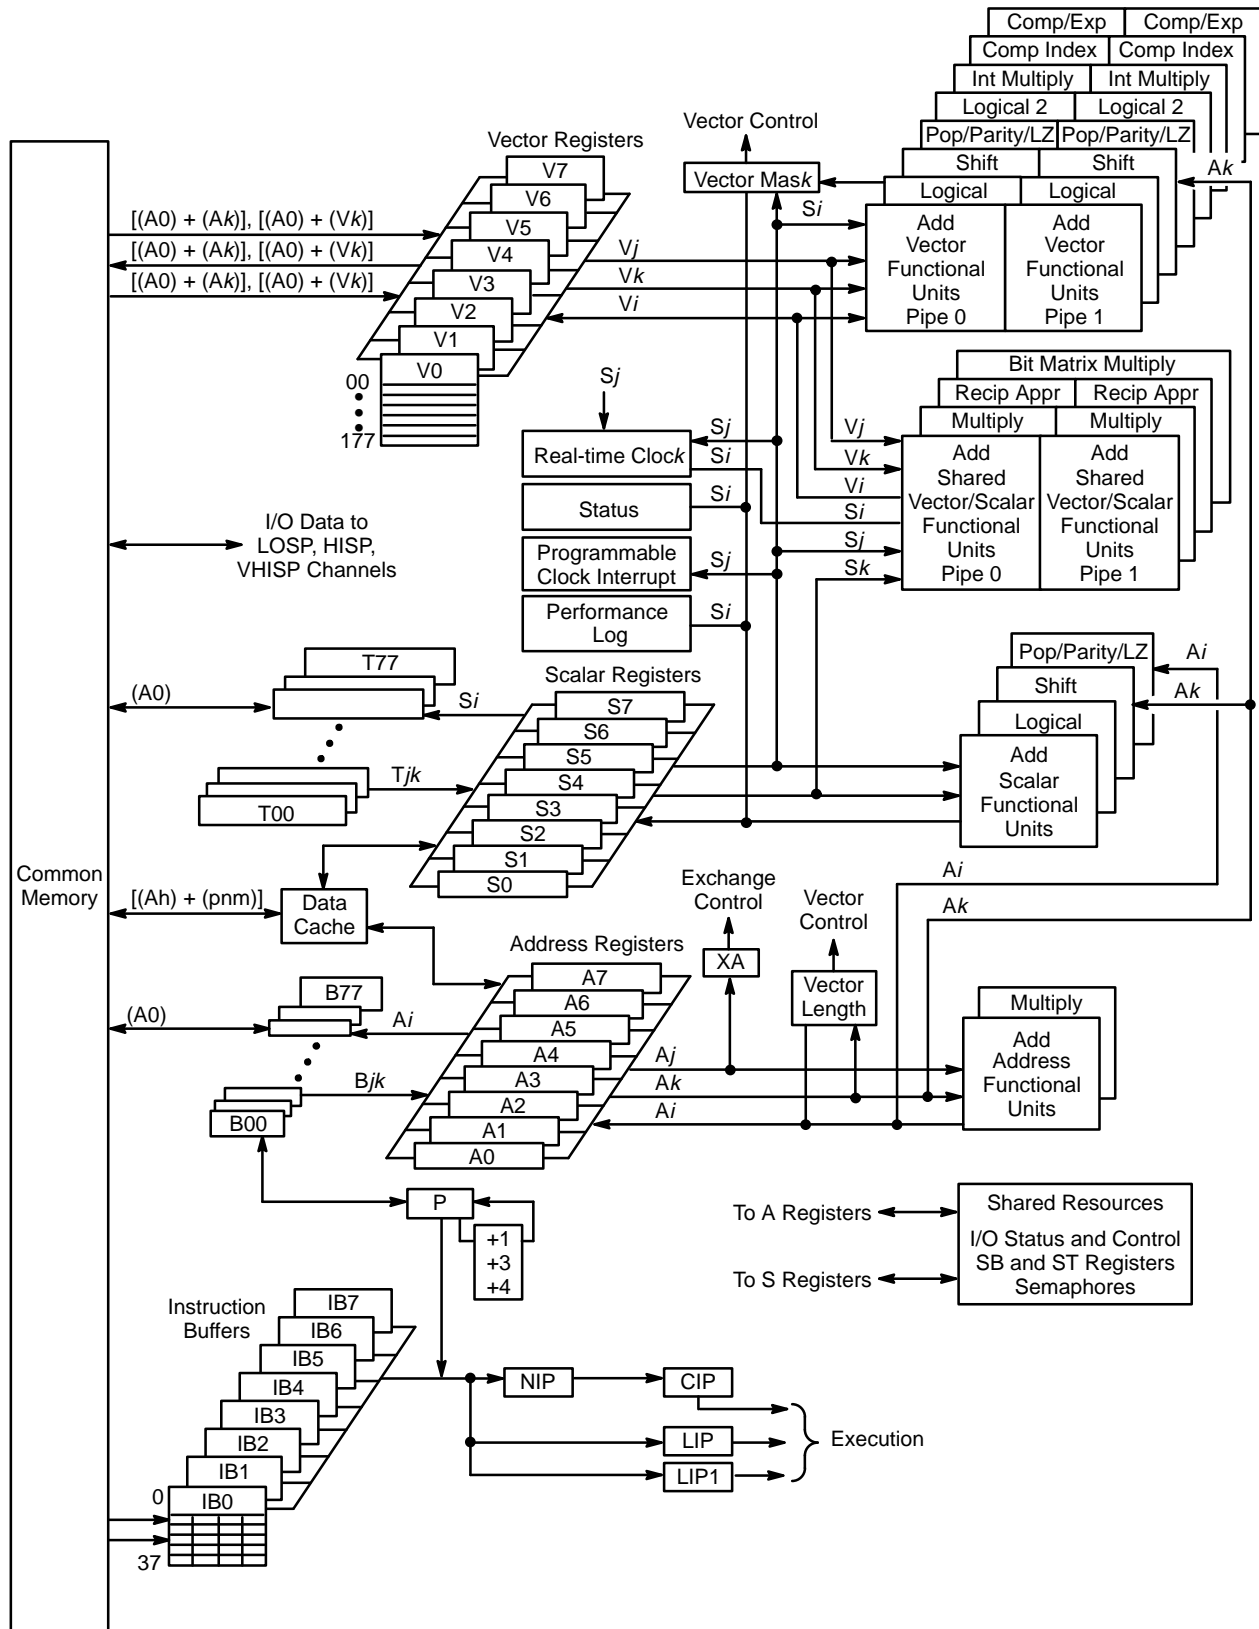 Comp/Exp Comp/Exp
Comp Index Comp Index
Int Multiply Int Multiply
Logical 2 Logical 2
Pop/Parity/LZ Pop/Parity/LZ
Shift Shift
Logical Logical
Add Add
Vector Vector
Functional Functional
Units Units
Pipe 0 Pipe 1
Ak
Vector Control
Vector Mask
Si
Vector Registers
V7
V6
V5
V4
V3
V2
V1
V0
00
177
[(A0) + (Ak)], [(A0) + (Vk)]
[(A0) + (Ak)], [(A0) + (Vk)]
[(A0) + (Ak)], [(A0) + (Vk)]
Vj
Vk
Vi
Sj
Real-time Clock
Sj
Si
Status
Si
Programmable
Clock Interrupt
Sj
Performance
Log
Si
Bit Matrix Multiply
Recip Appr Recip Appr
Multiply Multiply
Add Add
Shared Shared
Vector/Scalar Vector/Scalar
Functional Functional
Units Units
Pipe 0 Pipe 1
Vj
Vk
Vi
Si
Sj
Sk
I/O Data to
LOSP, HISP,
VHISP Channels
T77
(A0)
Si
Tjk
T00
Scalar Registers
S7
S6
S5
S4
S3
S2
S1
S0
Pop/Parity/LZ
Shift
Logical
Add
Scalar
Functional
Units
Ai
Ak
Common
Memory
[(Ah) + (pnm)]
Data
Cache
Exchange
Control
XA
Vector
Control
Vector
Length
Ai
Ak
Address Registers
A7
A6
A5
A4
A3
A2
A1
A0
B77
(A0)
Ai
Bjk
B00
Aj
Ak
Ai
Multiply
Add
Address
Functional
Units
P
+1
+3
+4
To A Registers
To S Registers
Shared Resources
I/O Status and Control
SB and ST Registers
Semaphores
Instruction
Buffers
IB7
IB6
IB5
IB4
IB3
IB2
IB1
IB0
0
37
NIP
CIP
LIP
LIP1
Execution